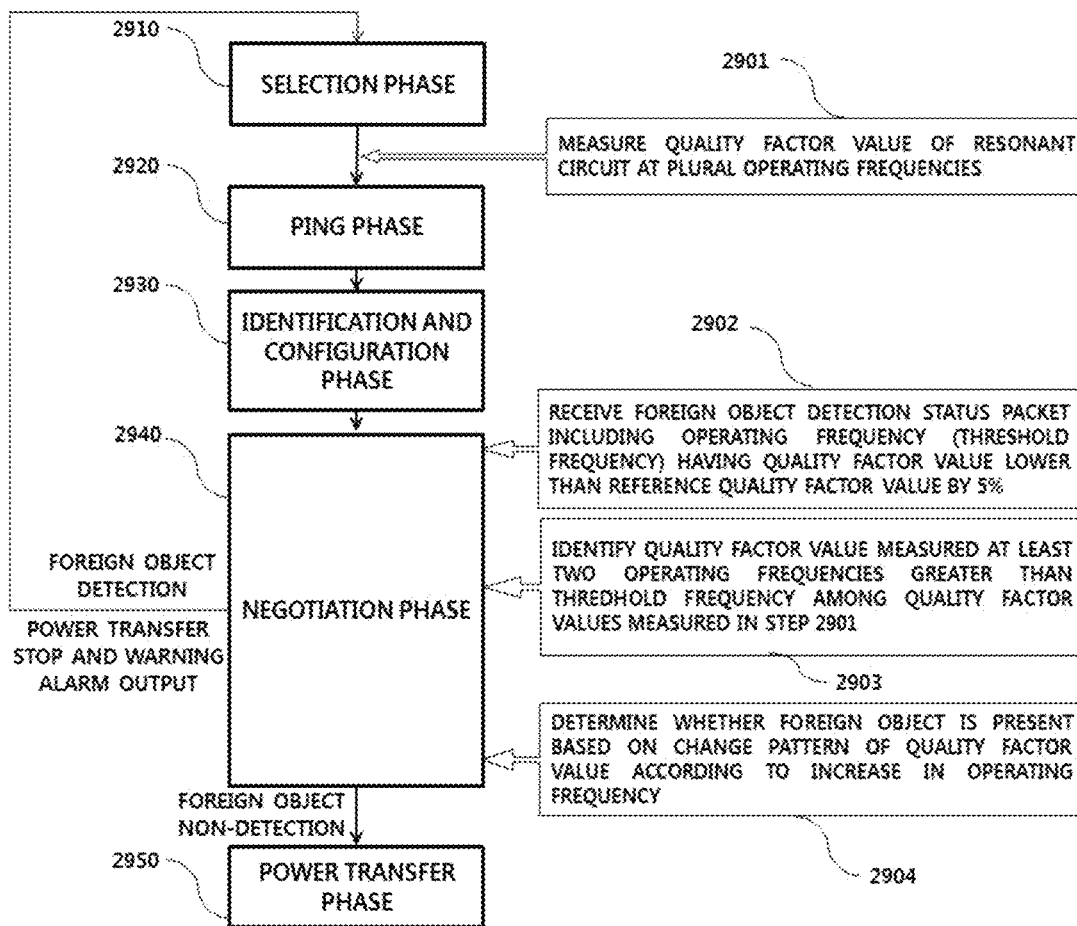 2910
SELECTION PHASE
2901
MEASURE QUALITY FACTOR VALUE OF RESONANT
CIRCUIT AT PLURAL OPERATING FREQUENCIES
2920
PING PHASE
2930
IDENTIFICATION AND
CONFIGURATION
PHASE
2902
RECEIVE FOREIGN OBJECT DETECTION STATUS PACKET
INCLUDING OPERATING FREQUENCY (THRESHOLD
FREQUENCY) HAVING QUALITY FACTOR VALUE LOWER
THAN REFERENCE QUALITY FACTOR VALUE BY 5%
2940
NEGOTIATION PHASE
FOREIGN OBJECT
DETECTION
POWER TRANSFER
STOP AND WARNING
ALARM OUTPUT
IDENTIFY QUALITY FACTOR VALUE MEASURED AT LEAST
TWO OPERATING FREQUENCIES GREATER THAN
THREDHOLD FREQUENCY AMONG QUALITY FACTOR
VALUES MEASURED IN STEP 2901
2903
DETERMINE WHETHER FOREIGN OBJECT IS PRESENT
BASED ON CHANGE PATTERN OF QUALITY FACTOR
VALUE ACCORDING TO INCREASE IN OPERATING
FREQUENCY
2904
FOREIGN OBJECT
NON-DETECTION
2950
POWER TRANSFER
PHASE